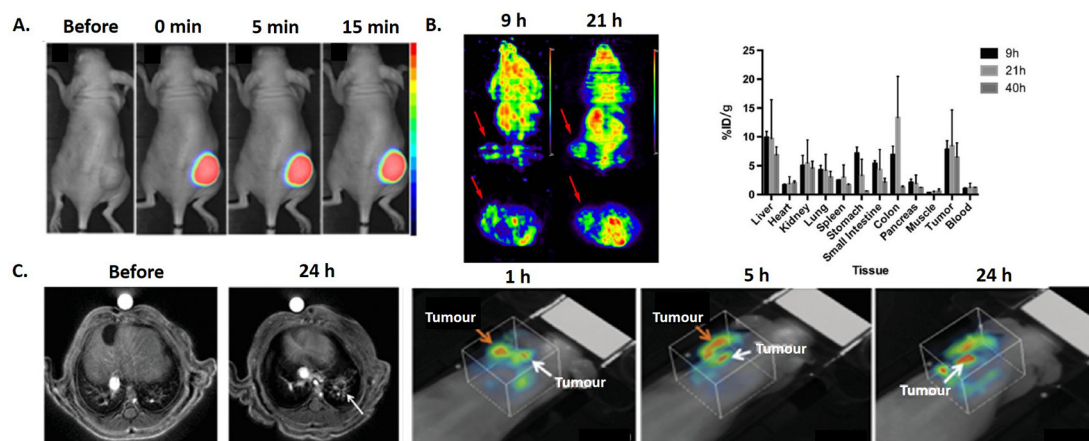 A.
Before 0 min 5 min 15 min
B.
9 h 21 h
25
20
15
10
5
0
%ID/g
9h
21h
40h
Liver
Heart
Kidney
Lung
Spleen
Stomach
Small Intestine
Colon
Pancreas
Muscle
Tumor
Blood
Tissue
C.
Before 24 h 1 h 5 h 24 h
Tumour
Tumour
Tumour
Tumour
Tumour